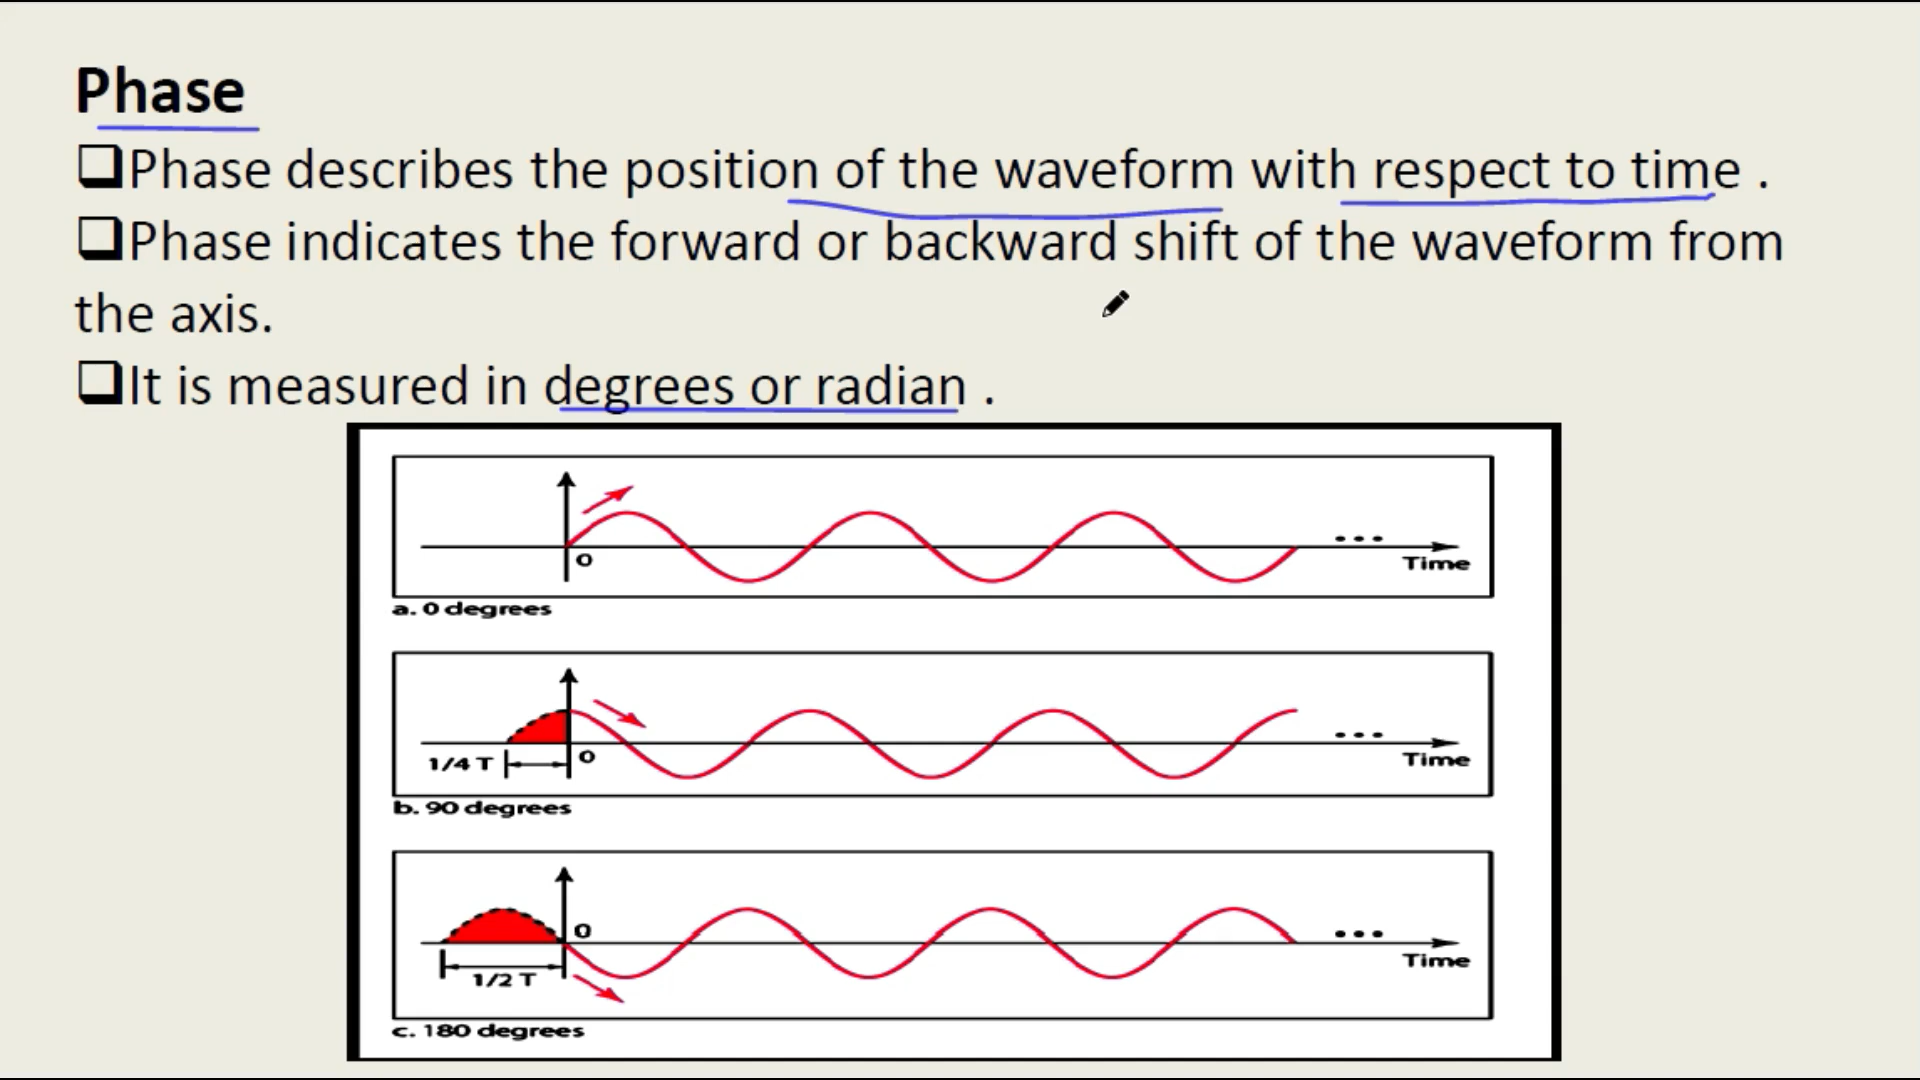 Phase
❑Phase describes the position of the waveform with respect to time .
❑Phase indicates the forward or backward shift of the waveform from
the axis.
❑It is measured in degrees or radian .
0
...
Time
a. 0 degrees
1/4 T
0
...
Time
b. 90 degrees
0
...
1/2 T
Time
c. 180 degrees